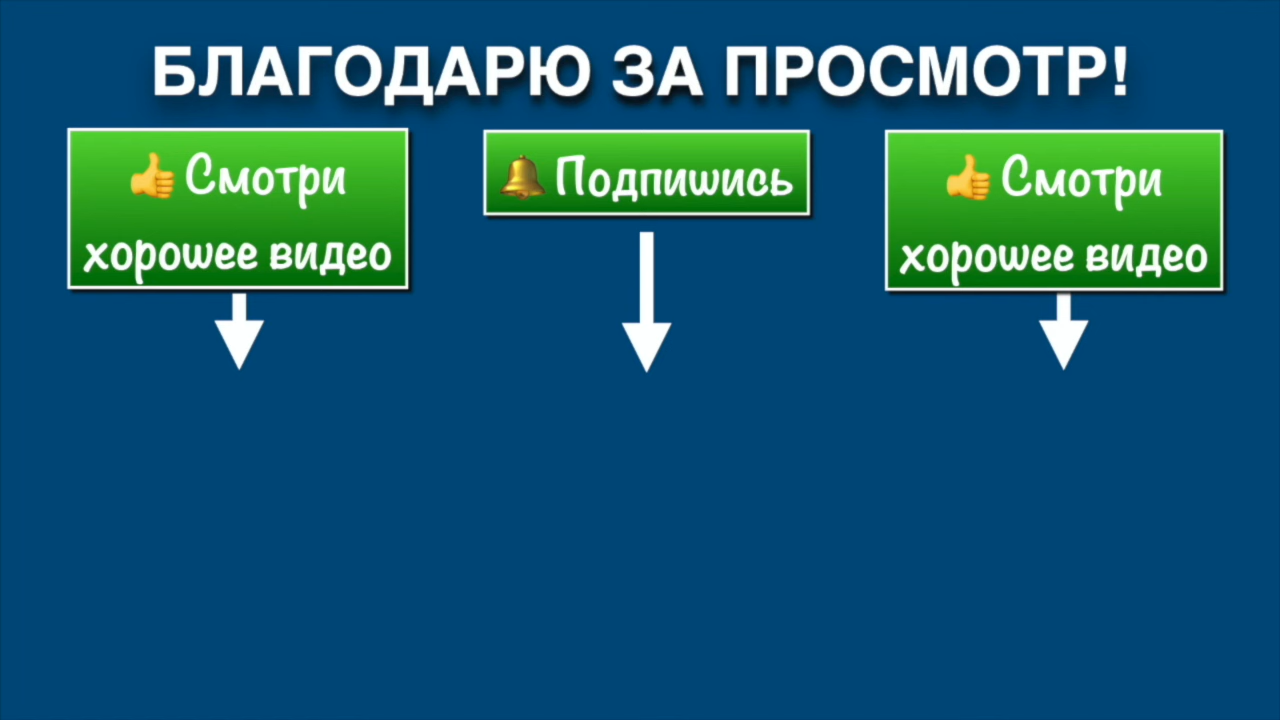 БЛАГОДАРЮ ЗА ПРОСМОТР!
👍 Смотри
хорошее видео
🔔 Подпишись
👍 Смотри
хорошее видео